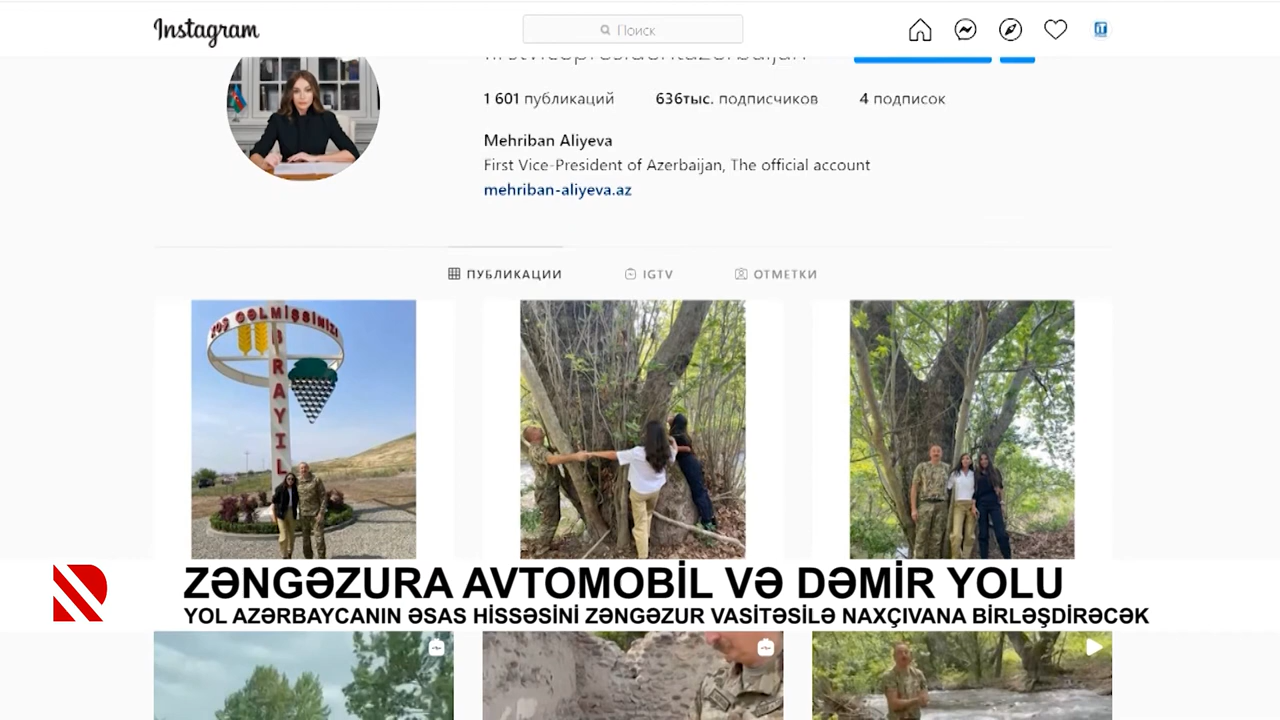 Instagram
Поиск
1 601 публикаций 636тыс. подписчиков 4 подписок
Mehriban Aliyeva
First Vice-President of Azerbaijan, The official account
mehriban-aliyeva.az
ПУБЛИКАЦИИ IGTV ОТМЕТКИ
GƏLMİŞSİNİZ!
ZƏNGƏZURA AVTOMOBİL VƏ DƏMİR YOLU
YOL AZƏRBAYCANIN ƏSAS HİSSƏSİNİ ZƏNGƏZUR VASİTƏSİLƏ NAXÇIVANA BİRLƏŞDİRƏCƏK